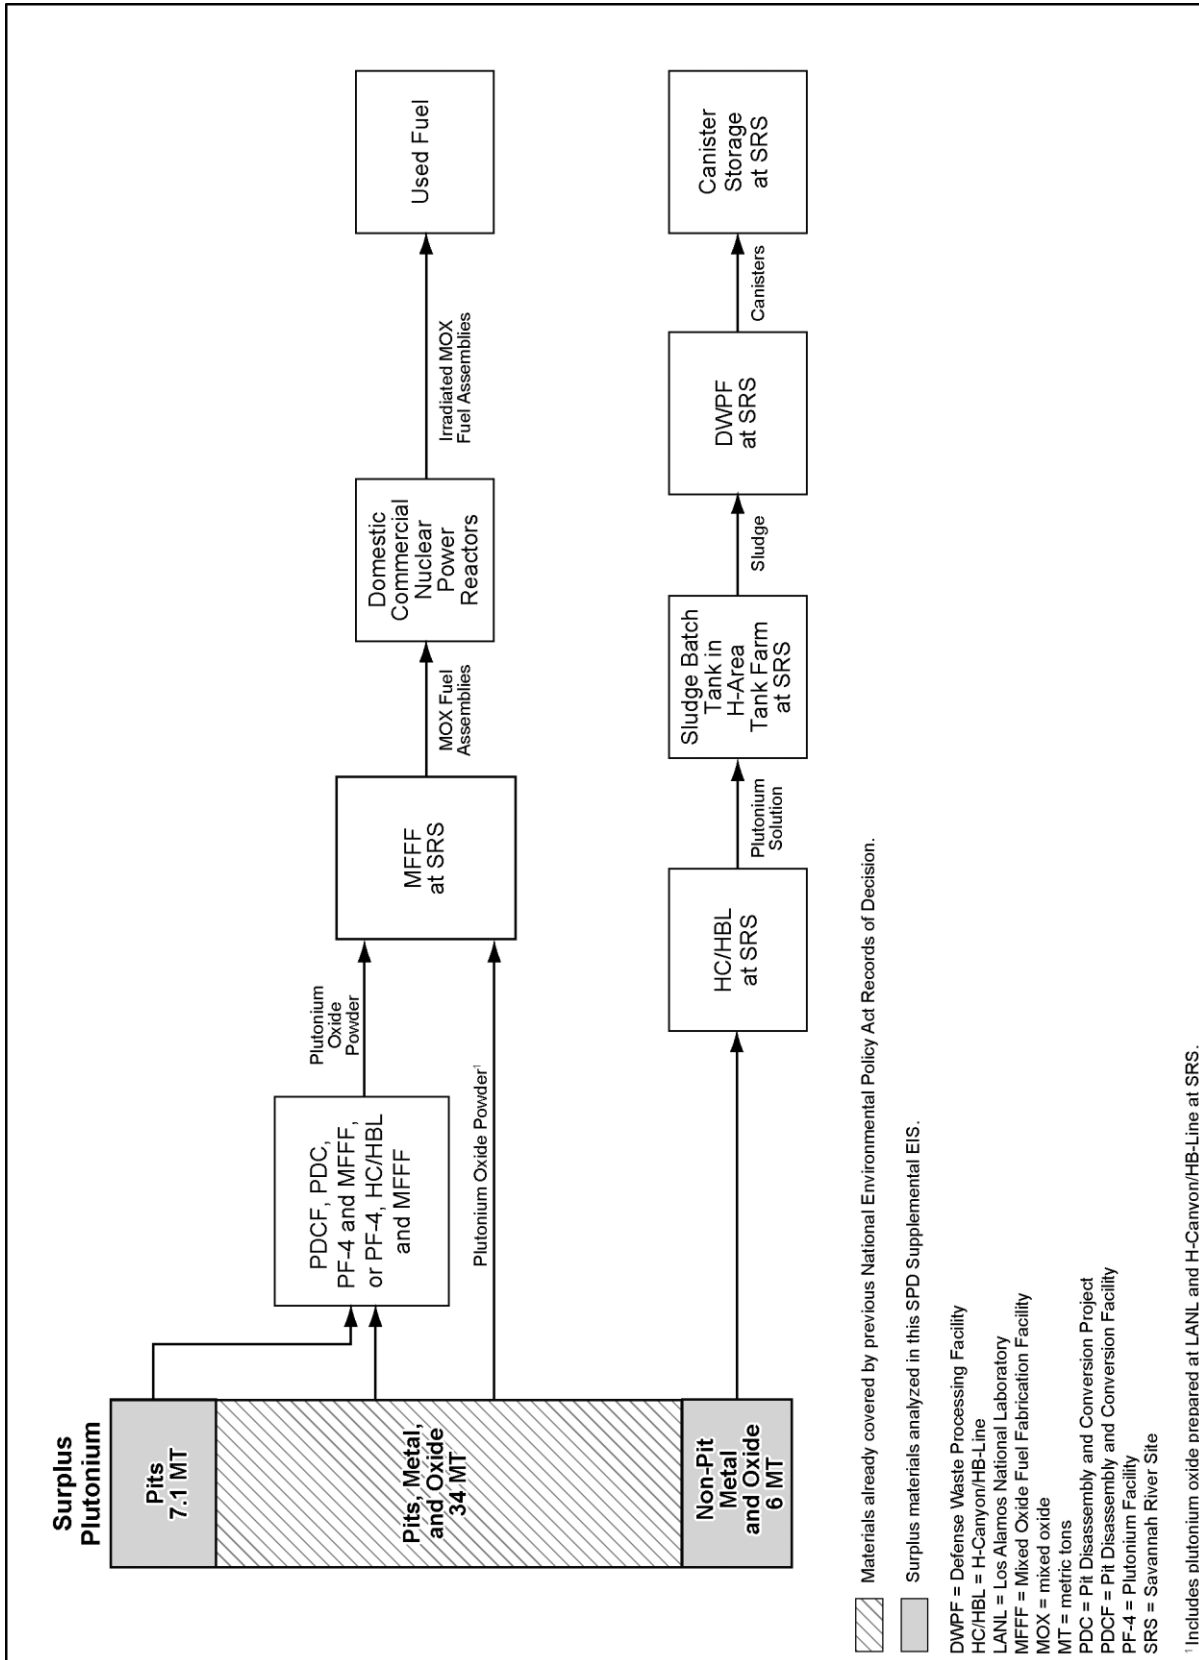 Surplus
Plutonium
Pits
7.1 MT
Pits, Metal,
and Oxide
34 MT
Non-Pit
Metal
and Oxide
6 MT
PDCF, PDC,
PF-4 and MFFF,
or PF-4, HC/HBL
and MFFF
Plutonium
Oxide
Powder
Plutonium Oxide Powder¹
MFFF
at SRS
MOX Fuel
Assemblies
Domestic
Commercial
Nuclear
Power
Reactors
Irradiated MOX
Fuel Assemblies
Used Fuel
HC/HBL
at SRS
Plutonium
Solution
Sludge Batch
Tank in
H-Area
Tank Farm
at SRS
Sludge
DWPF
at SRS
Canisters
Canister
Storage
at SRS
Materials already covered by previous National Environmental Policy Act Records of Decision.
Surplus materials analyzed in this SPD Supplemental EIS.
DWPF = Defense Waste Processing Facility
HC/HBL = H-Canyon/HB-Line
LANL = Los Alamos National Laboratory
MFFF = Mixed Oxide Fuel Fabrication Facility
MOX = mixed oxide
MT = metric tons
PDC = Pit Disassembly and Conversion Project
PDCF = Pit Disassembly and Conversion Facility
PF-4 = Plutonium Facility
SRS = Savannah River Site
¹ Includes plutonium oxide prepared at LANL and H-Canyon/HB-Line at SRS.